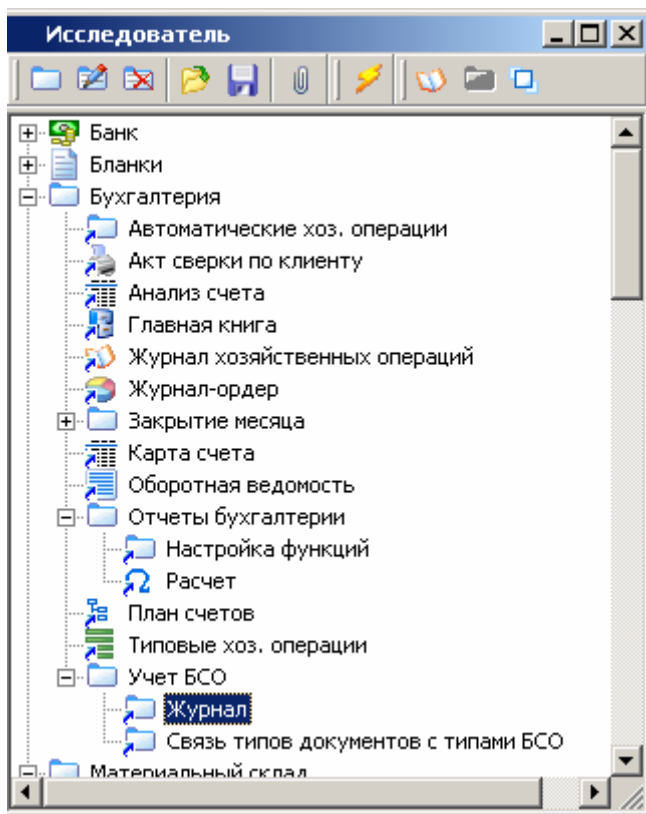 Исследователь
Банк
Бланки
Бухгалтерия
Автоматические хоз. операции
Акт сверки по клиенту
Анализ счета
Главная книга
Журнал хозяйственных операций
Журнал-ордер
Закрытие месяца
Карта счета
Оборотная ведомость
Отчеты бухгалтерии
Настройка функций
Расчет
План счетов
Типовые хоз. операции
Учет БСО
Журнал
Связь типов документов с типами БСО
Материальный склад